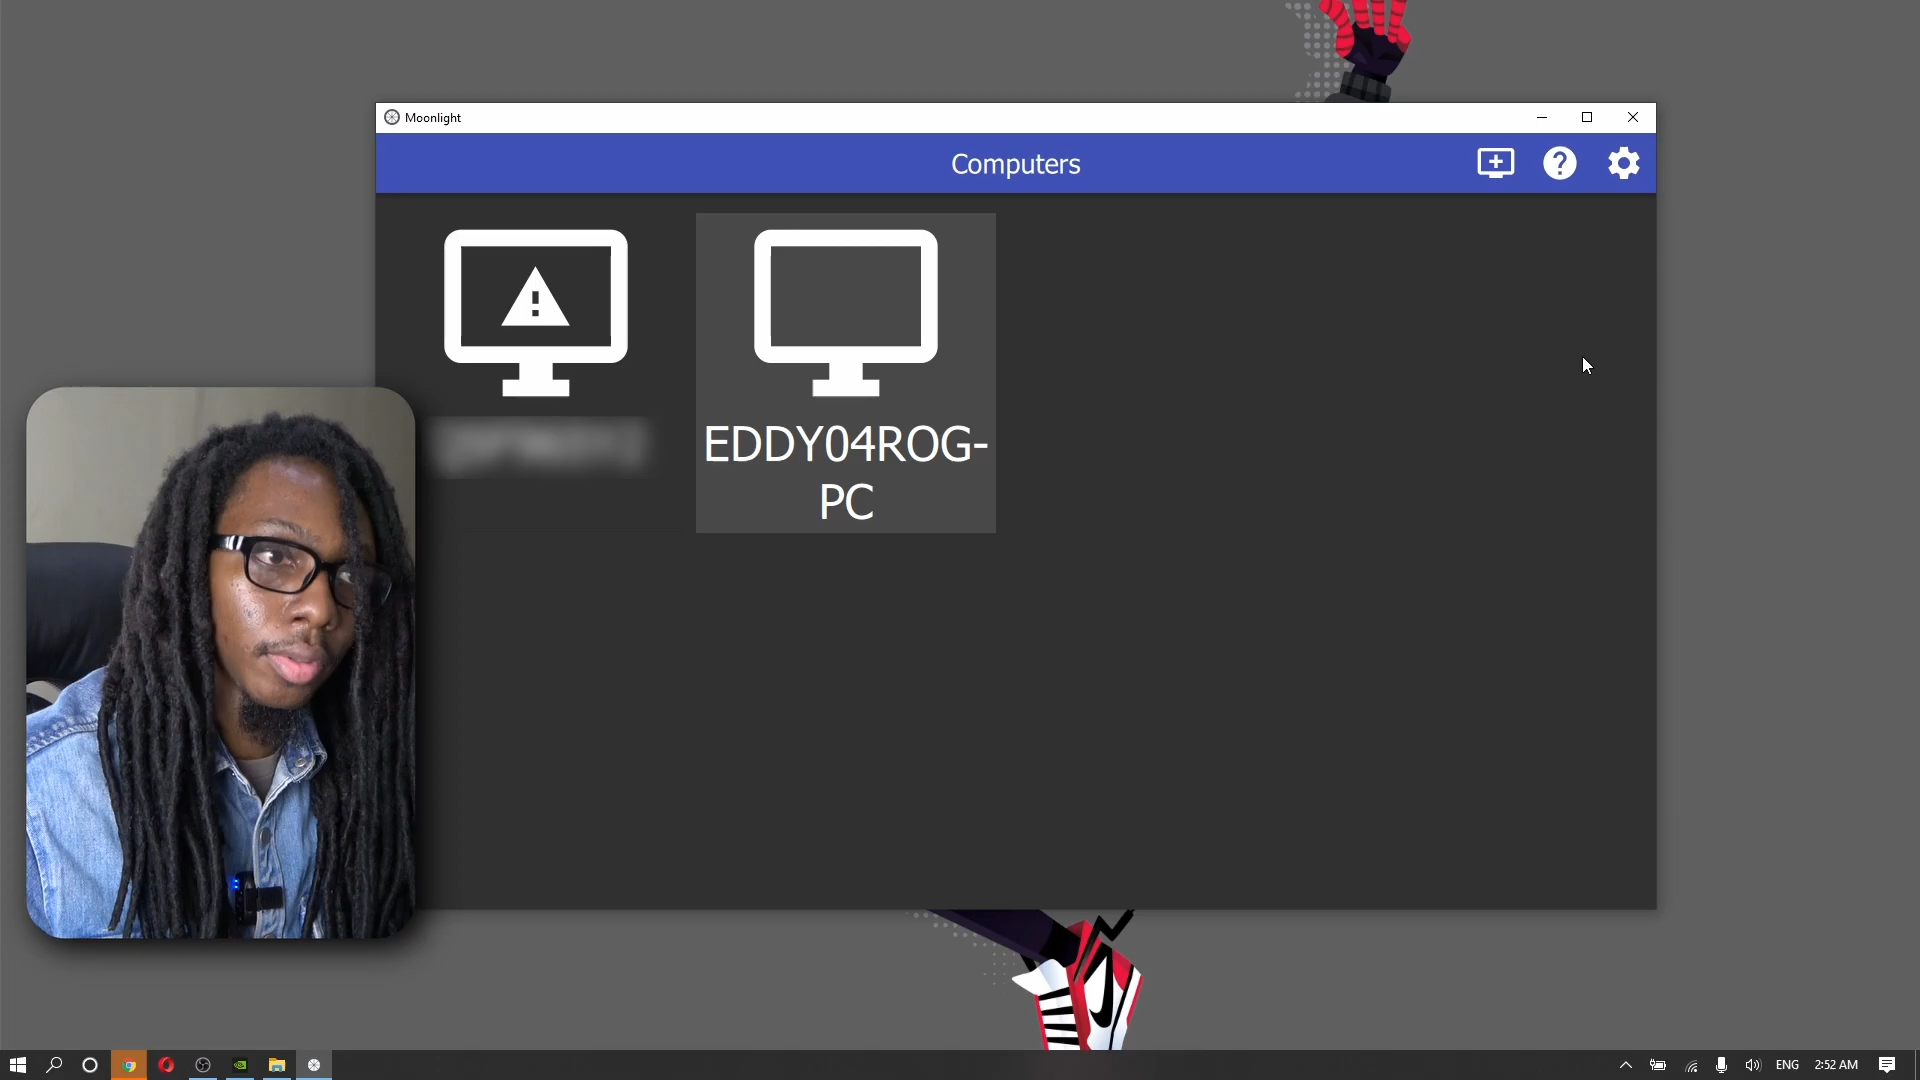 Moonlight
Computers
EDDY04ROG-
PC
ENG
2:52 AM